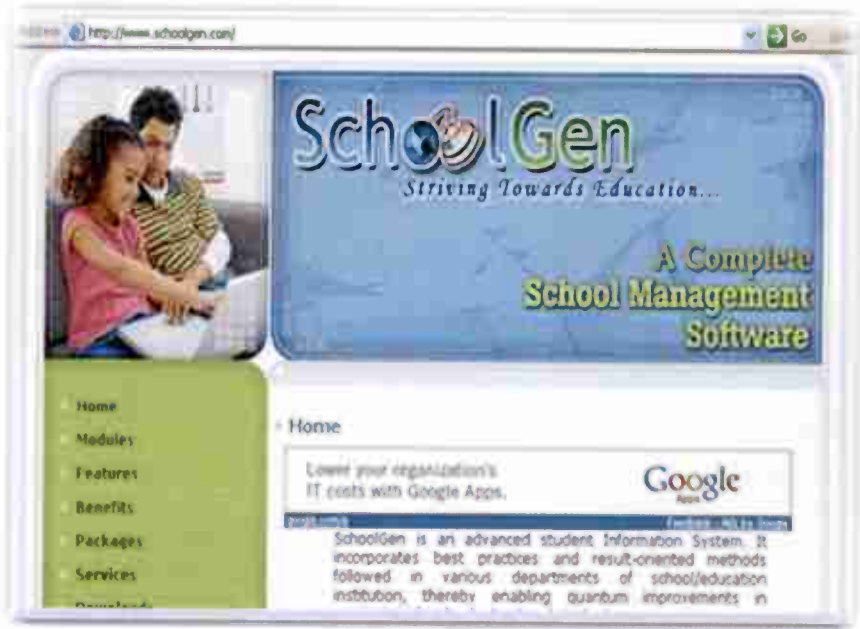 http://www.schoolgen.com/
Go
SchoolGen
Striving Towards Education...
A Complete
School Management
Software
Home
Modules
Features
Benefits
Packages
Services
Downloads
Home
Lower your organization's
IT costs with Google Apps.
Google
Apps
SchoolGen is an advanced student Information System. It
incorporates best practices and result-oriented methods
followed in various departments of school/education
institution, thereby enabling quantum improvements in